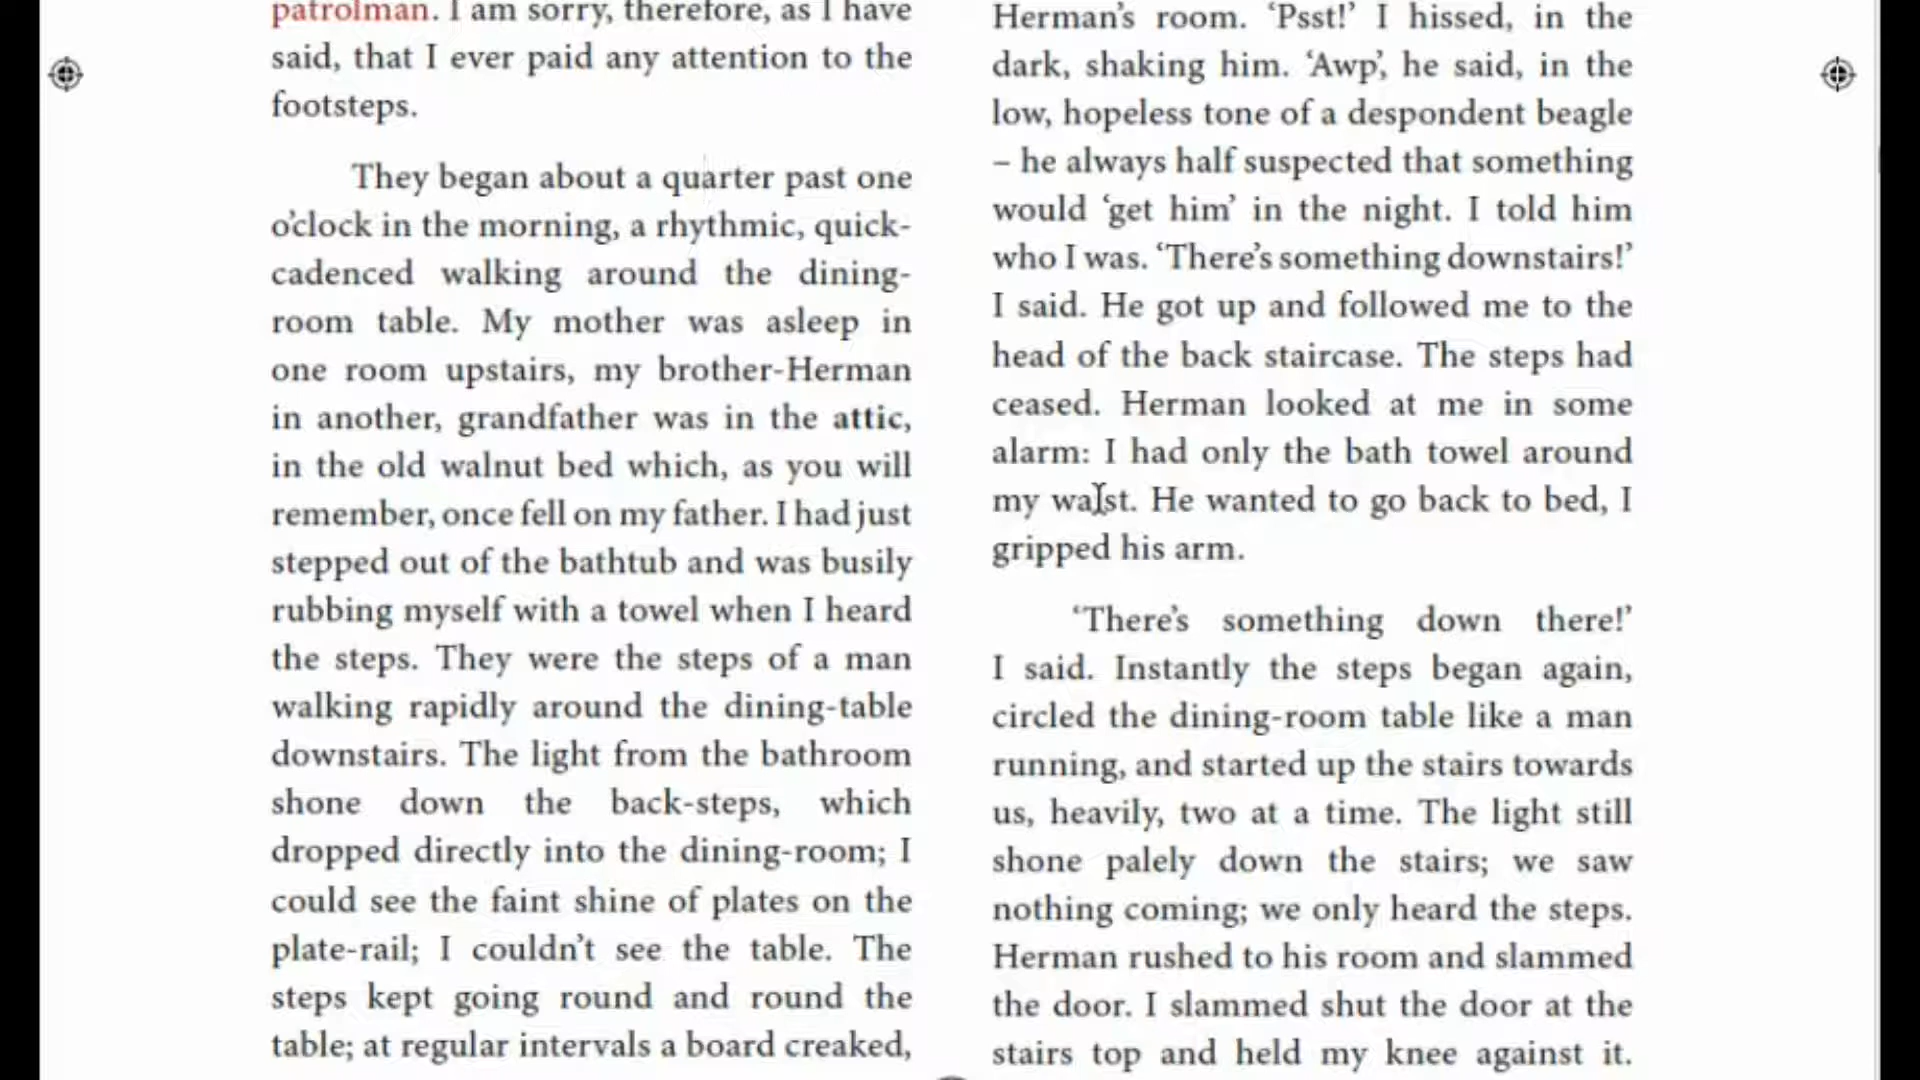 patrolman. I am sorry, therefore, as I have
said, that I ever paid any attention to the
footsteps.
They began about a quarter past one
o'clock in the morning, a rhythmic, quick-
cadenced walking around the dining-
room table. My mother was asleep in
one room upstairs, my brother-Herman
in another, grandfather was in the attic,
in the old walnut bed which, as you will
remember, once fell on my father. I had just
stepped out of the bathtub and was busily
rubbing myself with a towel when I heard
the steps. They were the steps of a man
walking rapidly around the dining-table
downstairs. The light from the bathroom
shone down the back-steps, which
dropped directly into the dining-room; I
could see the faint shine of plates on the
plate-rail; I couldn't see the table. The
steps kept going round and round the
table; at regular intervals a board creaked,
Herman's room. 'Psst!' I hissed, in the
dark, shaking him. 'Awp', he said, in the
low, hopeless tone of a despondent beagle
– he always half suspected that something
would 'get him' in the night. I told him
who I was. 'There's something downstairs!'
I said. He got up and followed me to the
head of the back staircase. The steps had
ceased. Herman looked at me in some
alarm: I had only the bath towel around
my waist. He wanted to go back to bed, I
gripped his arm.
'There's something down there!'
I said. Instantly the steps began again,
circled the dining-room table like a man
running, and started up the stairs towards
us, heavily, two at a time. The light still
shone palely down the stairs; we saw
nothing coming; we only heard the steps.
Herman rushed to his room and slammed
the door. I slammed shut the door at the
stairs top and held my knee against it.